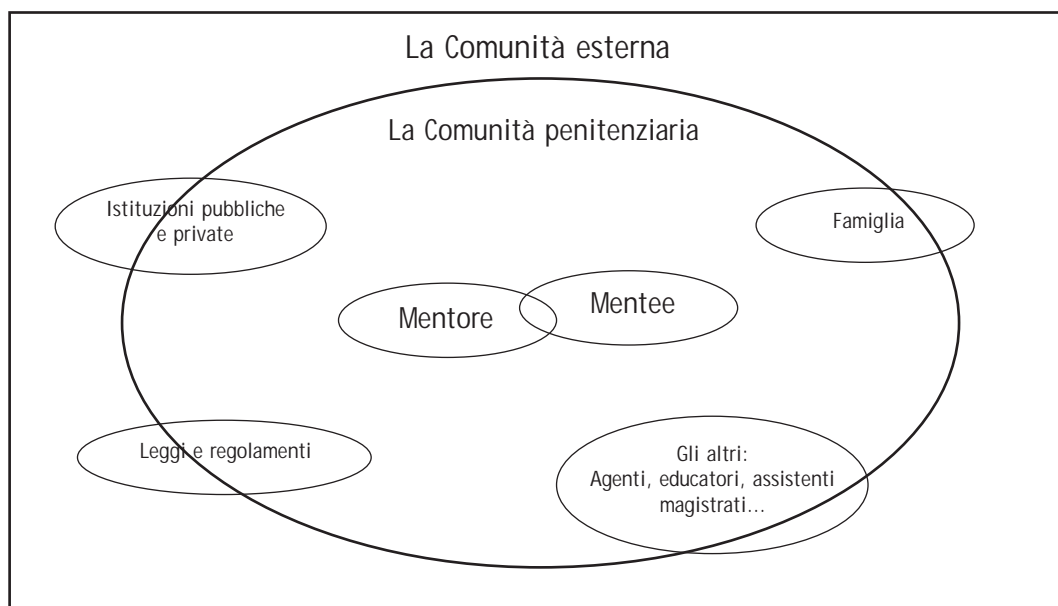 La Comunità esterna
La Comunità penitenziaria
Istituzioni pubbliche
e private
Famiglia
Mentore
Mentee
Leggi e regolamenti
Gli altri:
Agenti, educatori, assistenti
magistrati...